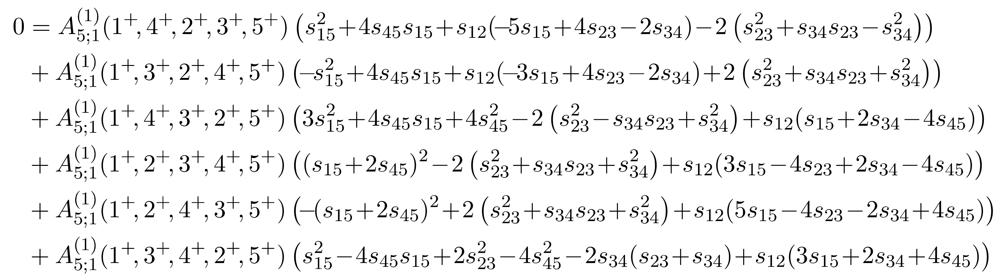 0 = A_{5;1}^{(1)}(1^+, 4^+, 2^+, 3^+, 5^+) (s_{15}^2 + 4s_{45}s_{15} + s_{12}(−5s_{15} + 4s_{23} − 2s_{34}) − 2 (s_{23}^2 + s_{34}s_{23} − s_{34}^2))
+ A_{5;1}^{(1)}(1^+, 3^+, 2^+, 4^+, 5^+) (−s_{15}^2 + 4s_{45}s_{15} + s_{12}(−3s_{15} + 4s_{23} − 2s_{34}) + 2 (s_{23}^2 + s_{34}s_{23} + s_{34}^2))
+ A_{5;1}^{(1)}(1^+, 4^+, 3^+, 2^+, 5^+) (3s_{15}^2 + 4s_{45}s_{15} + 4s_{45}^2 − 2 (s_{23}^2 − s_{34}s_{23} + s_{34}^2) + s_{12}(s_{15} + 2s_{34} − 4s_{45}))
+ A_{5;1}^{(1)}(1^+, 2^+, 3^+, 4^+, 5^+) ((s_{15} + 2s_{45})^2 − 2 (s_{23}^2 + s_{34}s_{23} + s_{34}^2) + s_{12}(3s_{15} − 4s_{23} + 2s_{34} − 4s_{45}))
+ A_{5;1}^{(1)}(1^+, 2^+, 4^+, 3^+, 5^+) (−(s_{15} + 2s_{45})^2 + 2 (s_{23}^2 + s_{34}s_{23} + s_{34}^2) + s_{12}(5s_{15} − 4s_{23} − 2s_{34} + 4s_{45}))
+ A_{5;1}^{(1)}(1^+, 3^+, 4^+, 2^+, 5^+) (s_{15}^2 − 4s_{45}s_{15} + 2s_{23}^2 − 4s_{45}^2 − 2s_{34}(s_{23} + s_{34}) + s_{12}(3s_{15} + 2s_{34} + 4s_{45}))